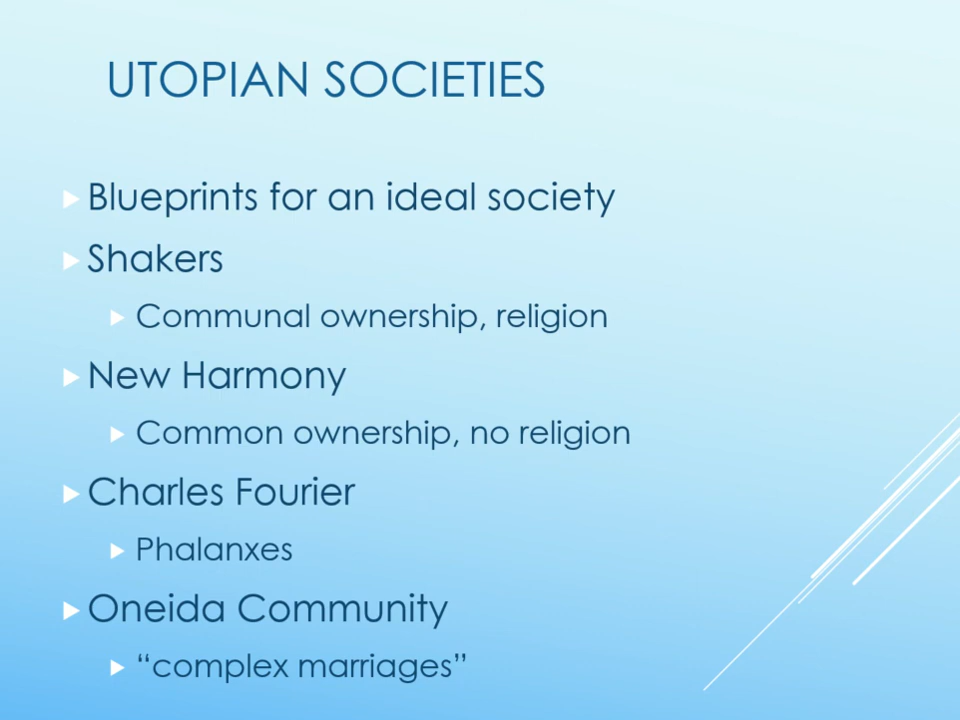 UTOPIAN SOCIETIES
Blueprints for an ideal society
Shakers
Communal ownership, religion
New Harmony
Common ownership, no religion
Charles Fourier
Phalanxes
Oneida Community
“complex marriages”